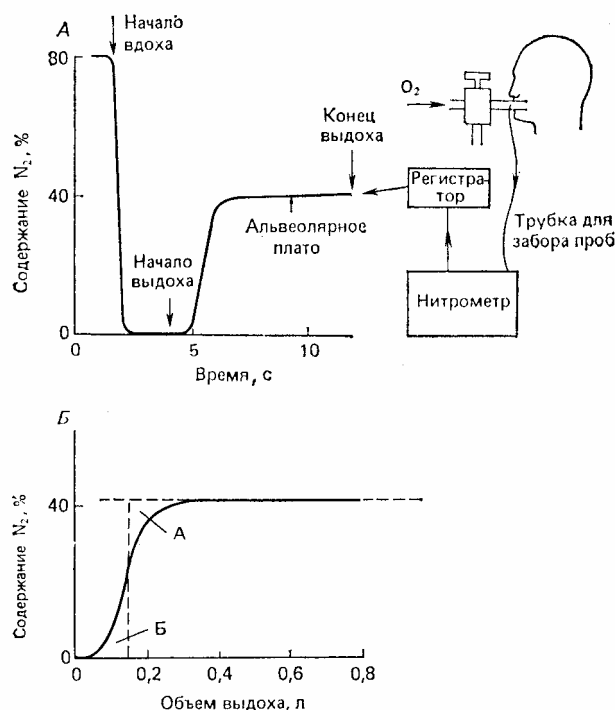 А
Начало
вдоха
80
40
0
Содержание N₂, %
Начало
выдоха
5
10
Время, с
Альвеолярное
плато
Конец
выдоха
O₂
Регистра-
тор
Трубка для
забора проб
Нитрометр
Б
Содержание N₂, %
40
0
А
Б
0
0,2
0,4
0,6
0,8
Объем выдоха, л